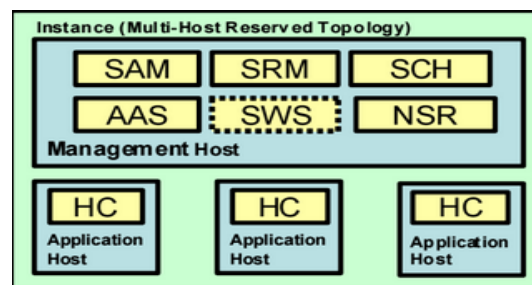 Instance (Multi-Host Reserved Topology)
SAM SRM SCH
AAS SWS NSR
Management Host
HC HC HC
Application Application Application
Host Host Host